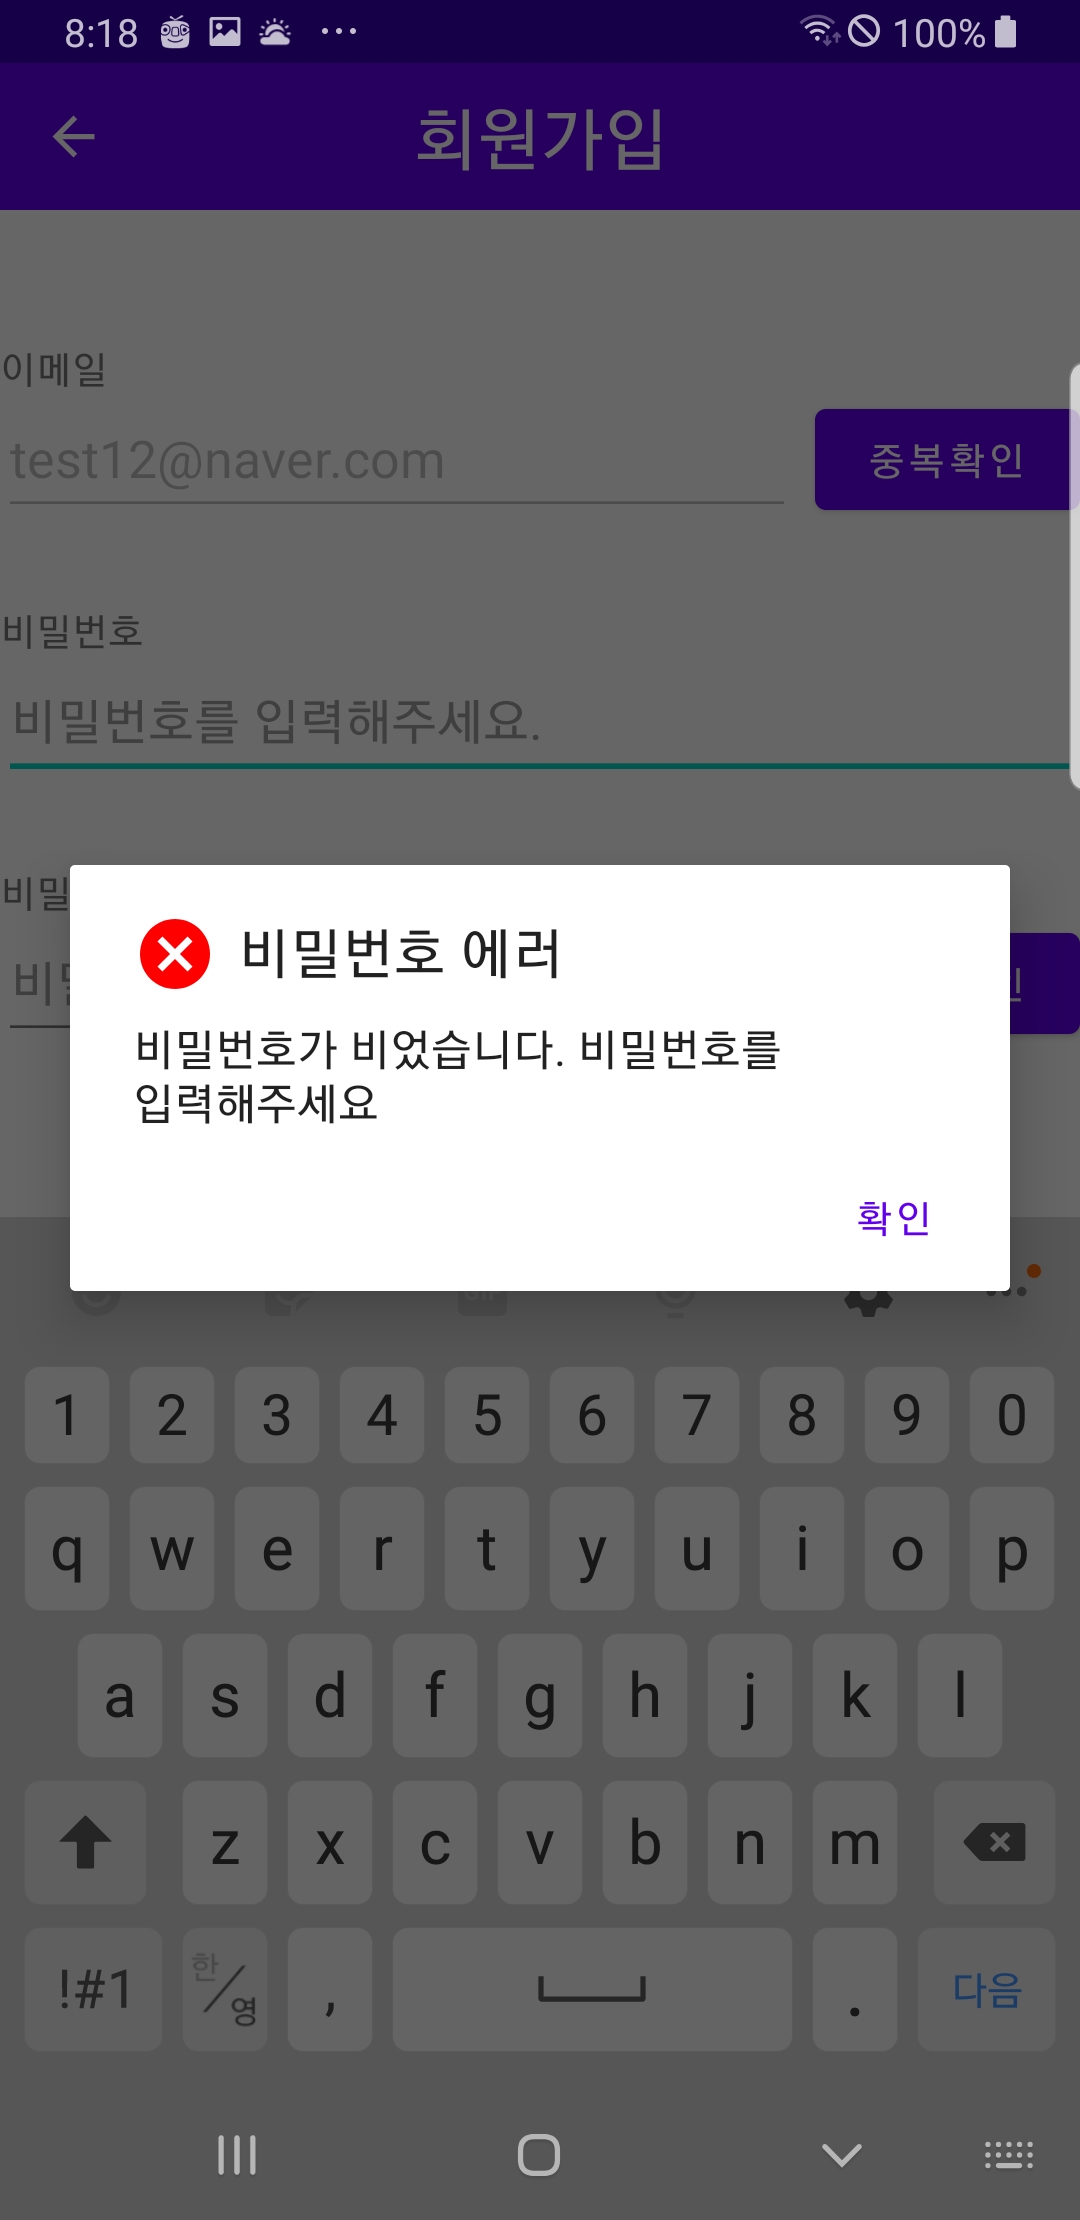 8:18 100%
회원가입
이메일
test12@naver.com
중복확인
비밀번호
비밀번호를 입력해주세요.
비밀
비밀번호 에러
비밀번호가 비었습니다. 비밀번호를
입력해주세요
확인
GIF
1 2 3 4 5 6 7 8 9 0
q w e r t y u i o p
a s d f g h j k l
z x c v b n m
!#1 한/영 , . 다음